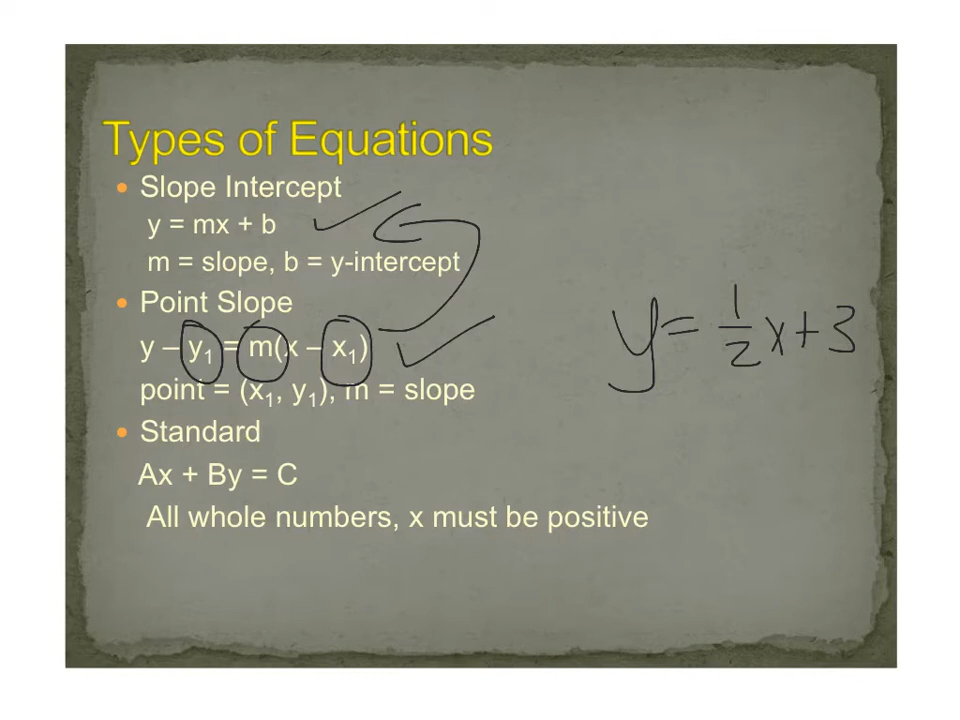 Types of Equations
• Slope Intercept
y = mx + b
m = slope, b = y-intercept
• Point Slope
y – y₁ = m(x – x₁)
point = (x₁, y₁), m = slope
y = 1/2 x + 3
• Standard
Ax + By = C
All whole numbers, x must be positive